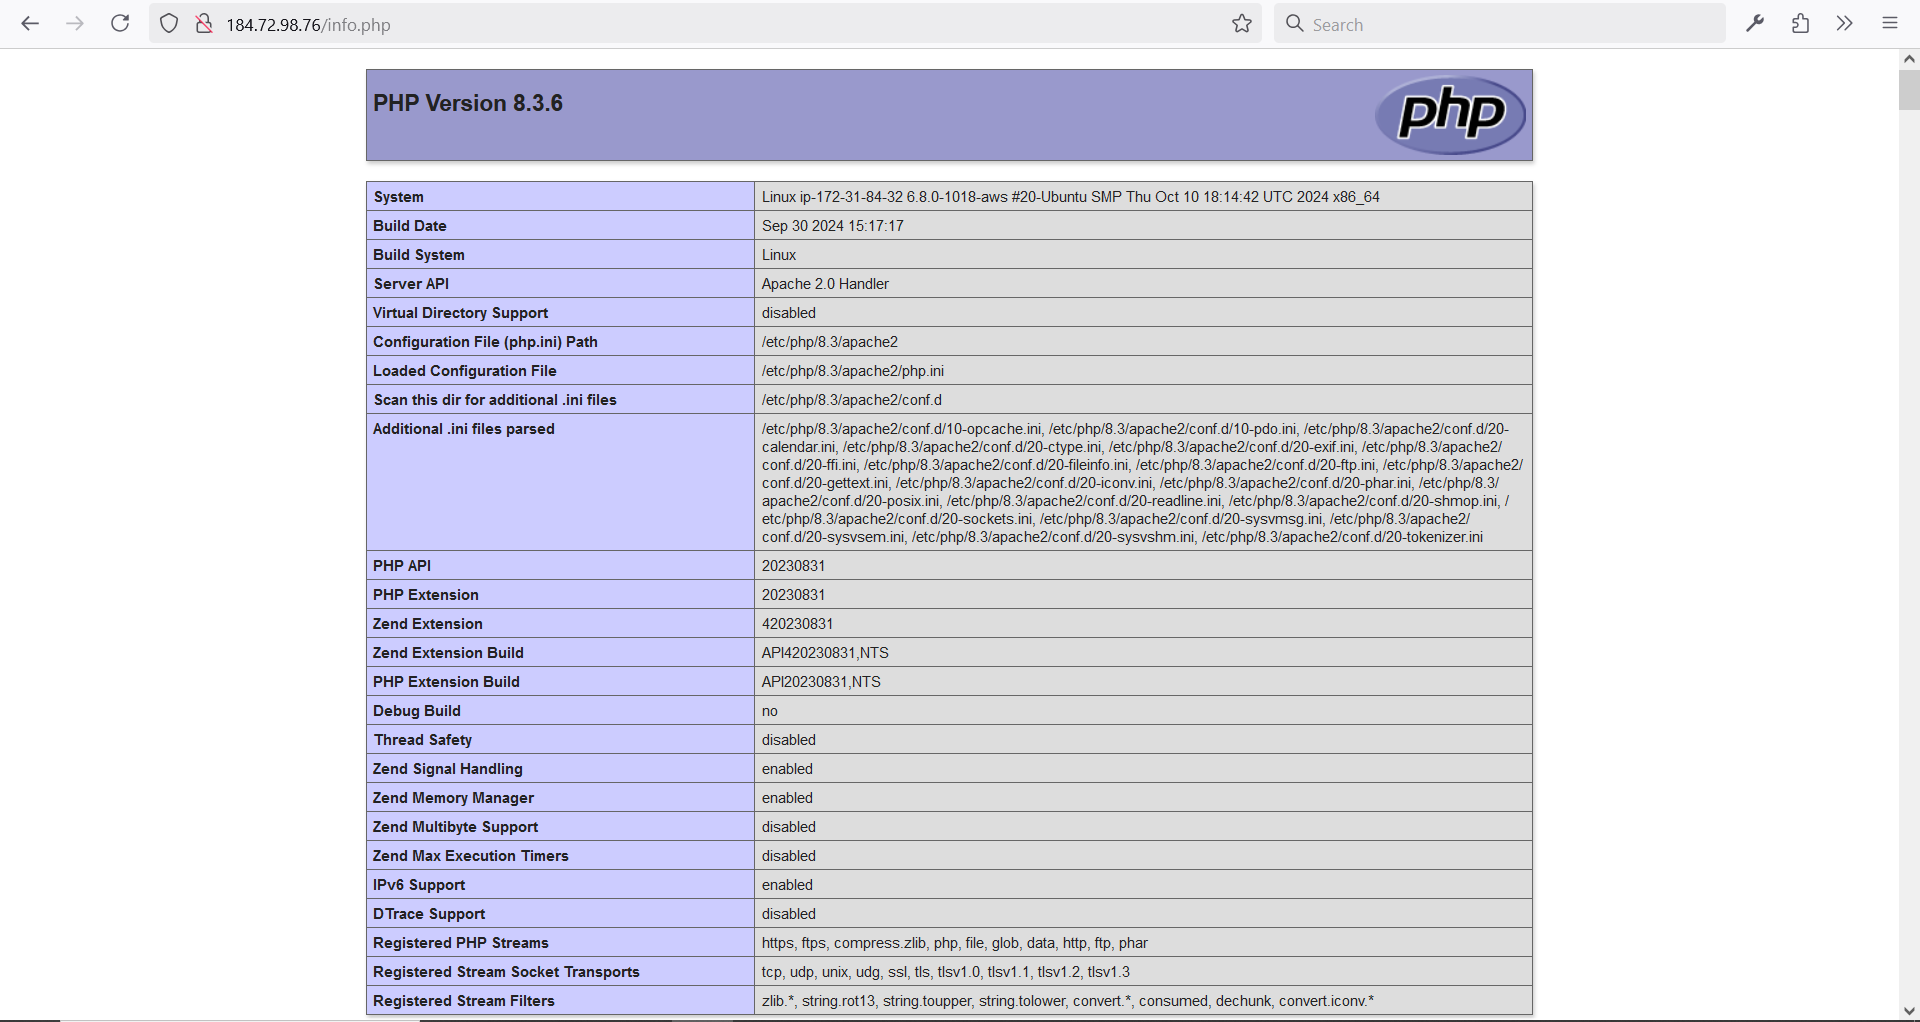 184.72.98.76/info.php
Search
PHP Version 8.3.6
php
System
Linux ip-172-31-84-32 6.8.0-1018-aws #20-Ubuntu SMP Thu Oct 10 18:14:42 UTC 2024 x86_64
Build Date
Sep 30 2024 15:17:17
Build System
Linux
Server API
Apache 2.0 Handler
Virtual Directory Support
disabled
Configuration File (php.ini) Path
/etc/php/8.3/apache2
Loaded Configuration File
/etc/php/8.3/apache2/php.ini
Scan this dir for additional .ini files
/etc/php/8.3/apache2/conf.d
Additional .ini files parsed
/etc/php/8.3/apache2/conf.d/10-opcache.ini, /etc/php/8.3/apache2/conf.d/10-pdo.ini, /etc/php/8.3/apache2/conf.d/20-
calendar.ini, /etc/php/8.3/apache2/conf.d/20-ctype.ini, /etc/php/8.3/apache2/conf.d/20-exif.ini, /etc/php/8.3/apache2/
conf.d/20-ffi.ini, /etc/php/8.3/apache2/conf.d/20-fileinfo.ini, /etc/php/8.3/apache2/conf.d/20-ftp.ini, /etc/php/8.3/apache2/
conf.d/20-gettext.ini, /etc/php/8.3/apache2/conf.d/20-iconv.ini, /etc/php/8.3/apache2/conf.d/20-phar.ini, /etc/php/8.3/
apache2/conf.d/20-posix.ini, /etc/php/8.3/apache2/conf.d/20-readline.ini, /etc/php/8.3/apache2/conf.d/20-shmop.ini, /
etc/php/8.3/apache2/conf.d/20-sockets.ini, /etc/php/8.3/apache2/conf.d/20-sysvmsg.ini, /etc/php/8.3/apache2/
conf.d/20-sysvsem.ini, /etc/php/8.3/apache2/conf.d/20-sysvshm.ini, /etc/php/8.3/apache2/conf.d/20-tokenizer.ini
PHP API
20230831
PHP Extension
20230831
Zend Extension
420230831
Zend Extension Build
API420230831,NTS
PHP Extension Build
API20230831,NTS
Debug Build
no
Thread Safety
disabled
Zend Signal Handling
enabled
Zend Memory Manager
enabled
Zend Multibyte Support
disabled
Zend Max Execution Timers
disabled
IPv6 Support
enabled
DTrace Support
disabled
Registered PHP Streams
https, ftps, compress.zlib, php, file, glob, data, http, ftp, phar
Registered Stream Socket Transports
tcp, udp, unix, udg, ssl, tls, tlsv1.0, tlsv1.1, tlsv1.2, tlsv1.3
Registered Stream Filters
zlib.*, string.rot13, string.toupper, string.tolower, convert.*, consumed, dechunk, convert.iconv.*